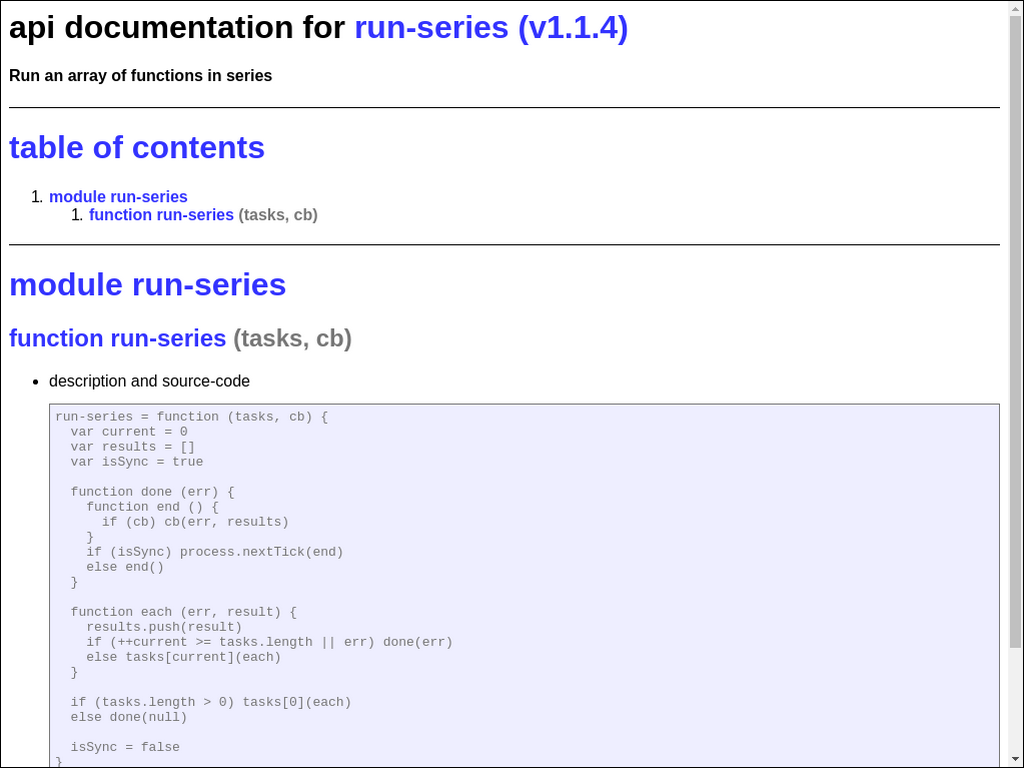 api documentation for run-series (v1.1.4)
Run an array of functions in series
table of contents
1. module run-series
1. function run-series (tasks, cb)
module run-series
function run-series (tasks, cb)
• description and source-code
run-series = function (tasks, cb) {
  var current = 0
  var results = []
  var isSync = true

  function done (err) {
    function end () {
      if (cb) cb(err, results)
    }
    if (isSync) process.nextTick(end)
    else end()
  }

  function each (err, result) {
    results.push(result)
    if (++current >= tasks.length || err) done(err)
    else tasks[current](each)
  }

  if (tasks.length > 0) tasks[0](each)
  else done(null)

  isSync = false
}